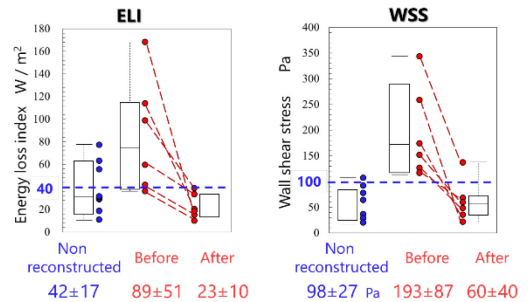 ELI
Energy loss index W / m²
180
160
140
120
100
80
60
40
20
0
Non
reconstructed
Before
After
42±17
89±51
23±10
WSS
Wall shear stress Pa
400
350
300
250
200
150
100
50
0
Non
reconstructed
Before
After
98±27 Pa
193±87
60±40